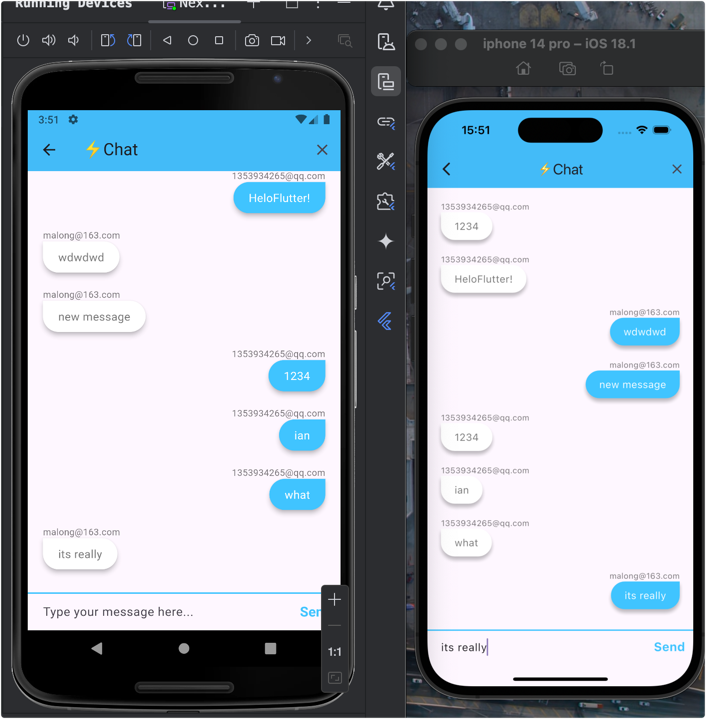 Running Devices
Nex...
3:51
⚡Chat
1353934265@qq.com
HeloFlutter!
malong@163.com
wdwdwd
malong@163.com
new message
1353934265@qq.com
1234
1353934265@qq.com
ian
1353934265@qq.com
what
malong@163.com
its really
Type your message here...
Sen
1:1
iphone 14 pro – iOS 18.1
15:51
⚡Chat
1353934265@qq.com
1234
1353934265@qq.com
HeloFlutter!
malong@163.com
wdwdwd
malong@163.com
new message
1353934265@qq.com
1234
1353934265@qq.com
ian
1353934265@qq.com
what
malong@163.com
its really
its really
Send